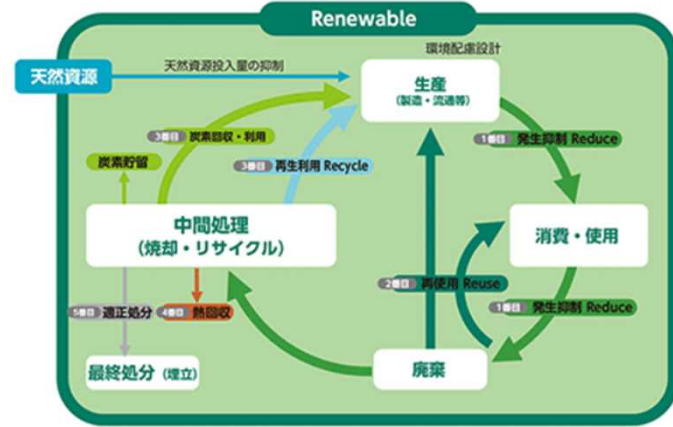 Renewable
環境配慮設計
天然資源
天然資源投入量の抑制
生産
(製造・流通等)
1番目 発生抑制 Reduce
3番目 炭素回収・利用
3番目 再生利用 Recycle
炭素貯留
中間処理
(焼却・リサイクル)
消費・使用
2番目 再使用 Reuse
1番目 発生抑制 Reduce
5番目 適正処分
4番目 熱回収
最終処分 (埋立)
廃棄